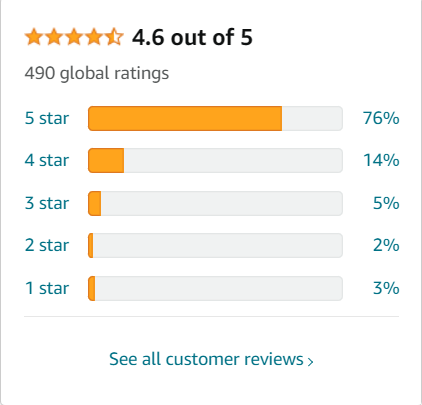 4.6 out of 5
490 global ratings
5 star 76%
4 star 14%
3 star 5%
2 star 2%
1 star 3%
See all customer reviews ›